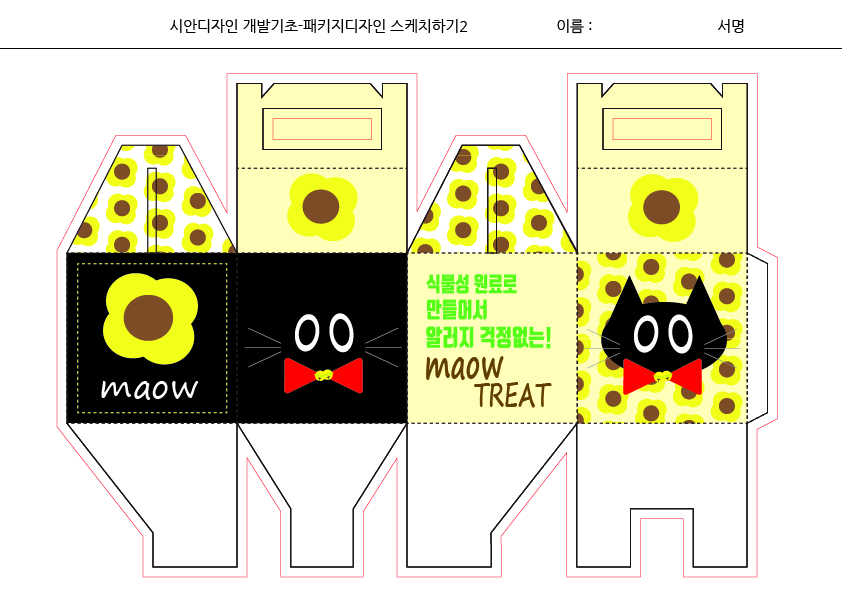 시안디자인 개발기초-패키지디자인 스케치하기2
이름 :
서명
maow
식물성 원료로
만들어서
알러지 걱정없는!
maow
TREAT